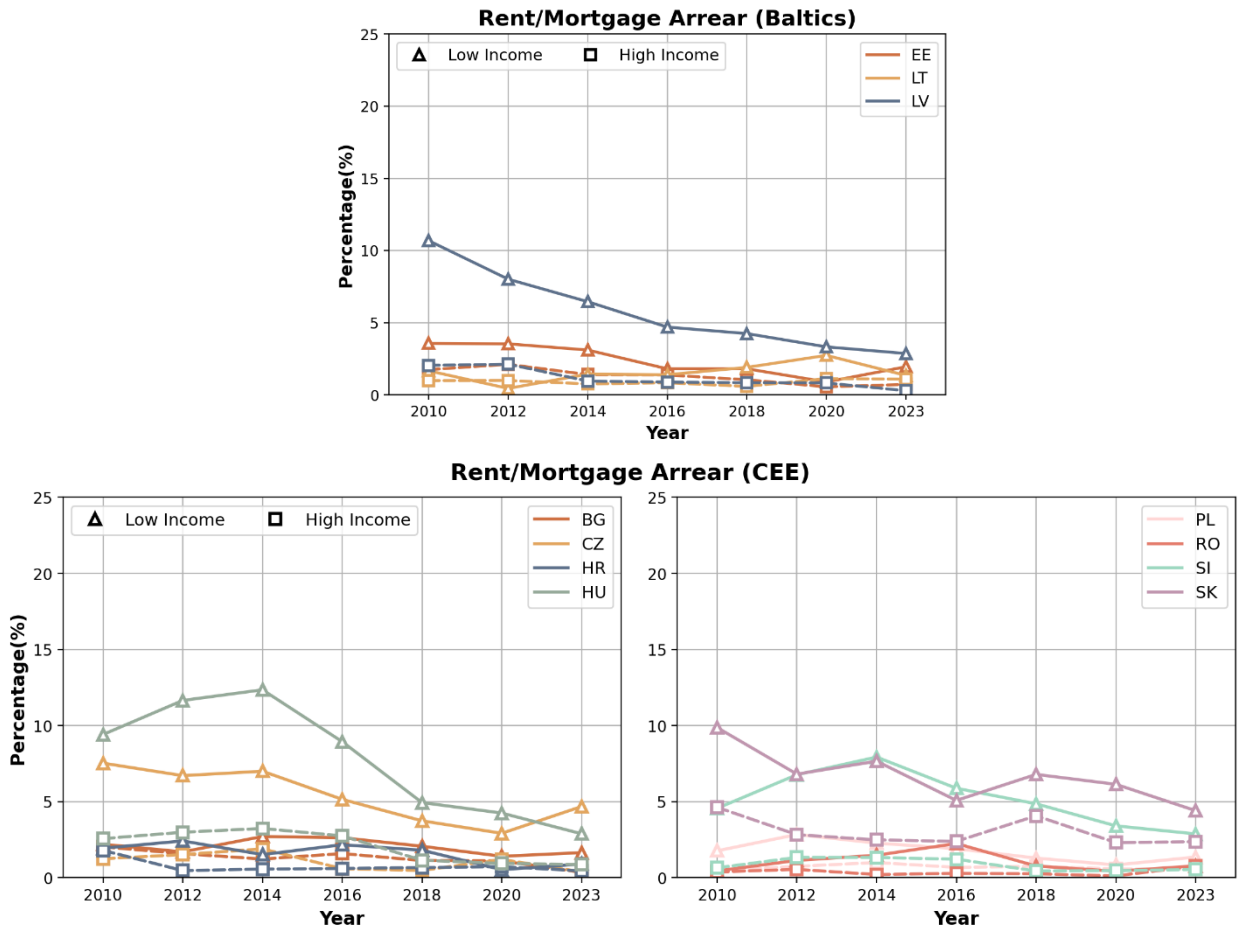 Rent/Mortgage Arrear (Baltics)
Low Income
High Income
EE
LT
LV
25
20
15
10
5
0
Percentage(%)
2010 2012 2014 2016 2018 2020 2023
Year
Rent/Mortgage Arrear (CEE)
Low Income
High Income
BG
CZ
HR
HU
25
20
15
10
5
0
Percentage(%)
2010 2012 2014 2016 2018 2020 2023
Year
PL
RO
SI
SK
25
20
15
10
5
0
2010 2012 2014 2016 2018 2020 2023
Year